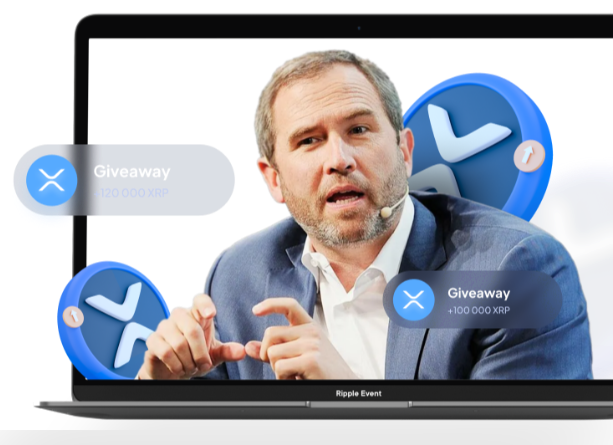 Giveaway
+120 000 XRP
Giveaway
+100 000 XRP
Ripple Event